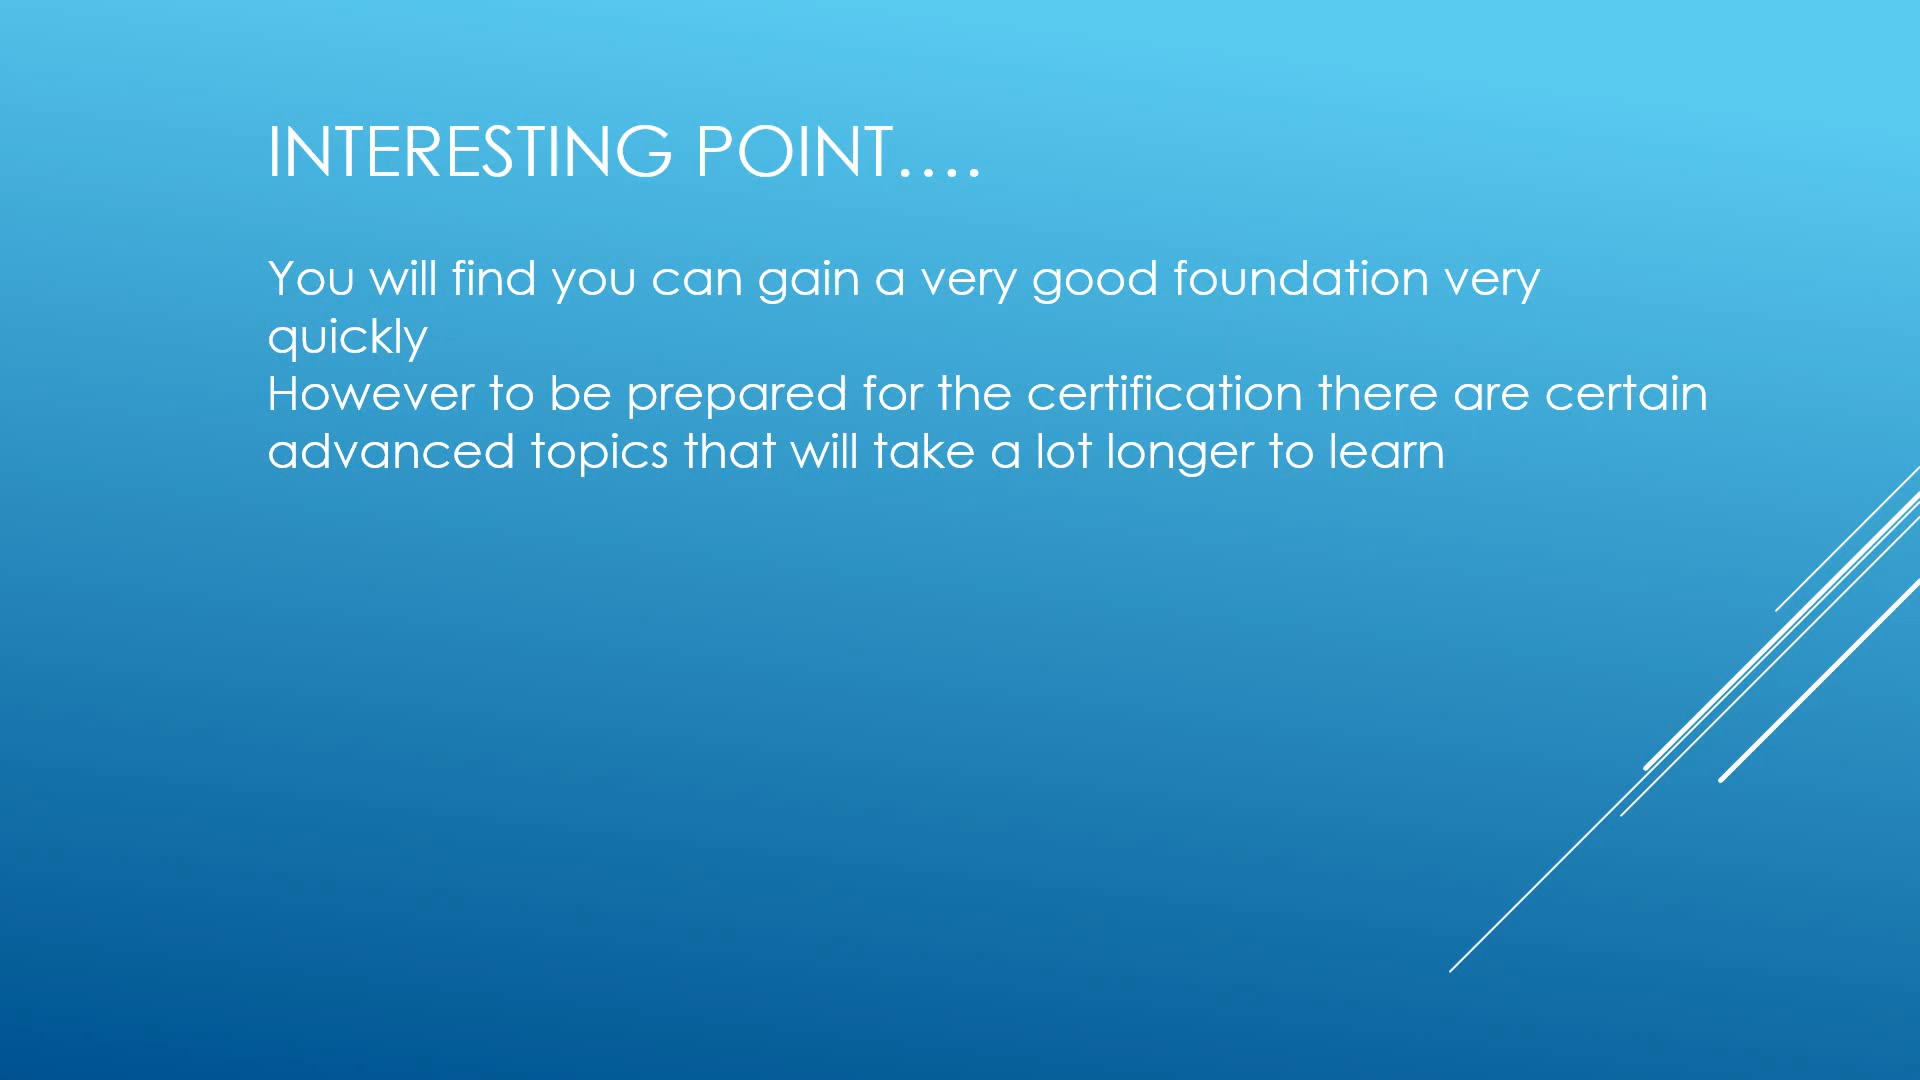 INTERESTING POINT....
You will find you can gain a very good foundation very
quickly
However to be prepared for the certification there are certain
advanced topics that will take a lot longer to learn